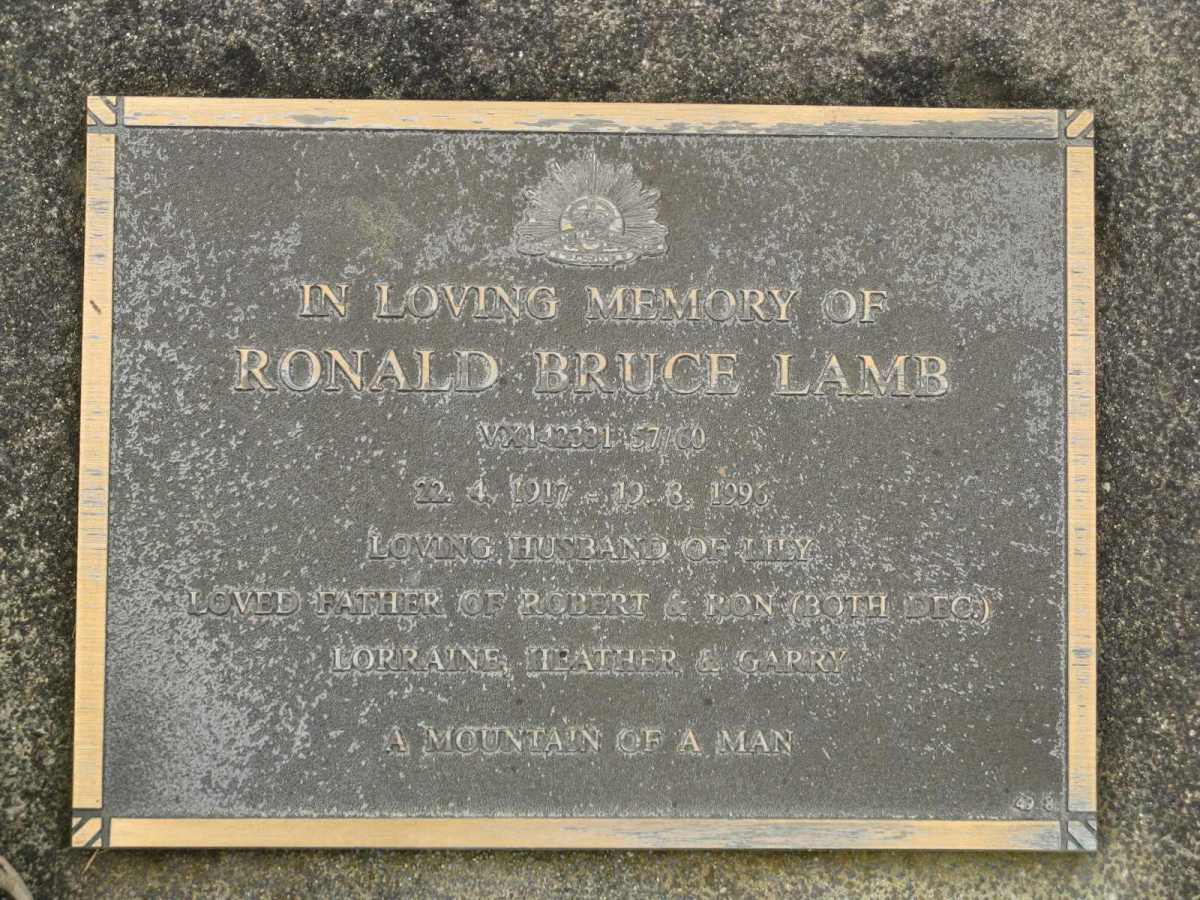 IN LOVING MEMORY OF
RONALD BRUCE LAMB
VX142331 57/60
22. 4. 1917 - 19. 8. 1996
LOVING HUSBAND OF LILY
LOVED FATHER OF ROBERT & RON (BOTH DEC.)
LORRAINE, HEATHER, & GARRY
A MOUNTAIN OF A MAN